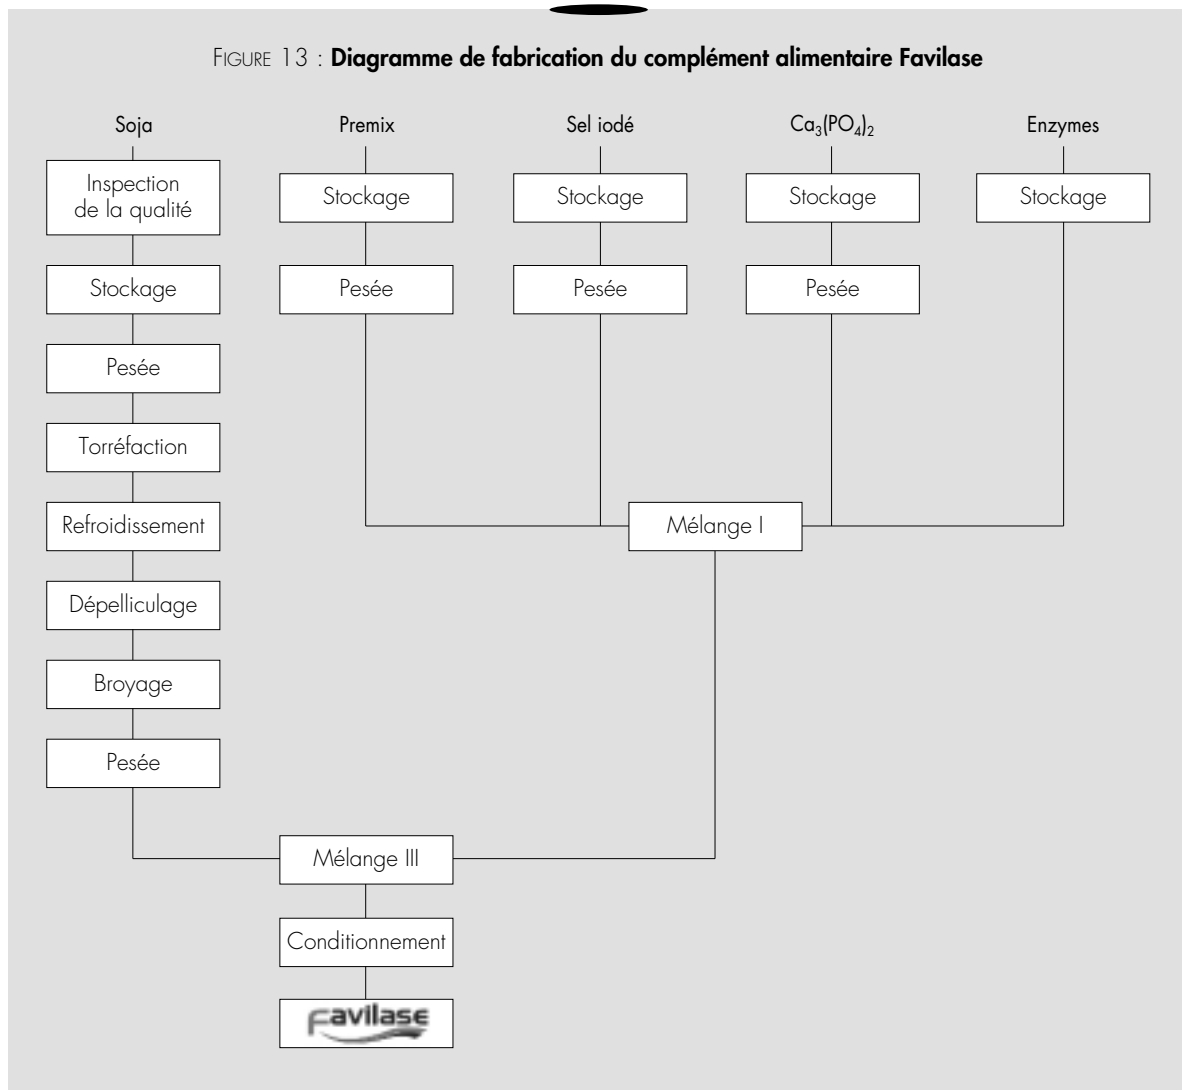 FIGURE 13 : Diagramme de fabrication du complément alimentaire Favilase
Soja
Premix
Sel iodé
Ca₃(PO₄)₂
Enzymes
Inspection
de la qualité
Stockage
Stockage
Stockage
Stockage
Stockage
Pesée
Pesée
Pesée
Pesée
Torréfaction
Refroidissement
Mélange I
Dépelliculage
Broyage
Pesée
Mélange III
Conditionnement
Favilase